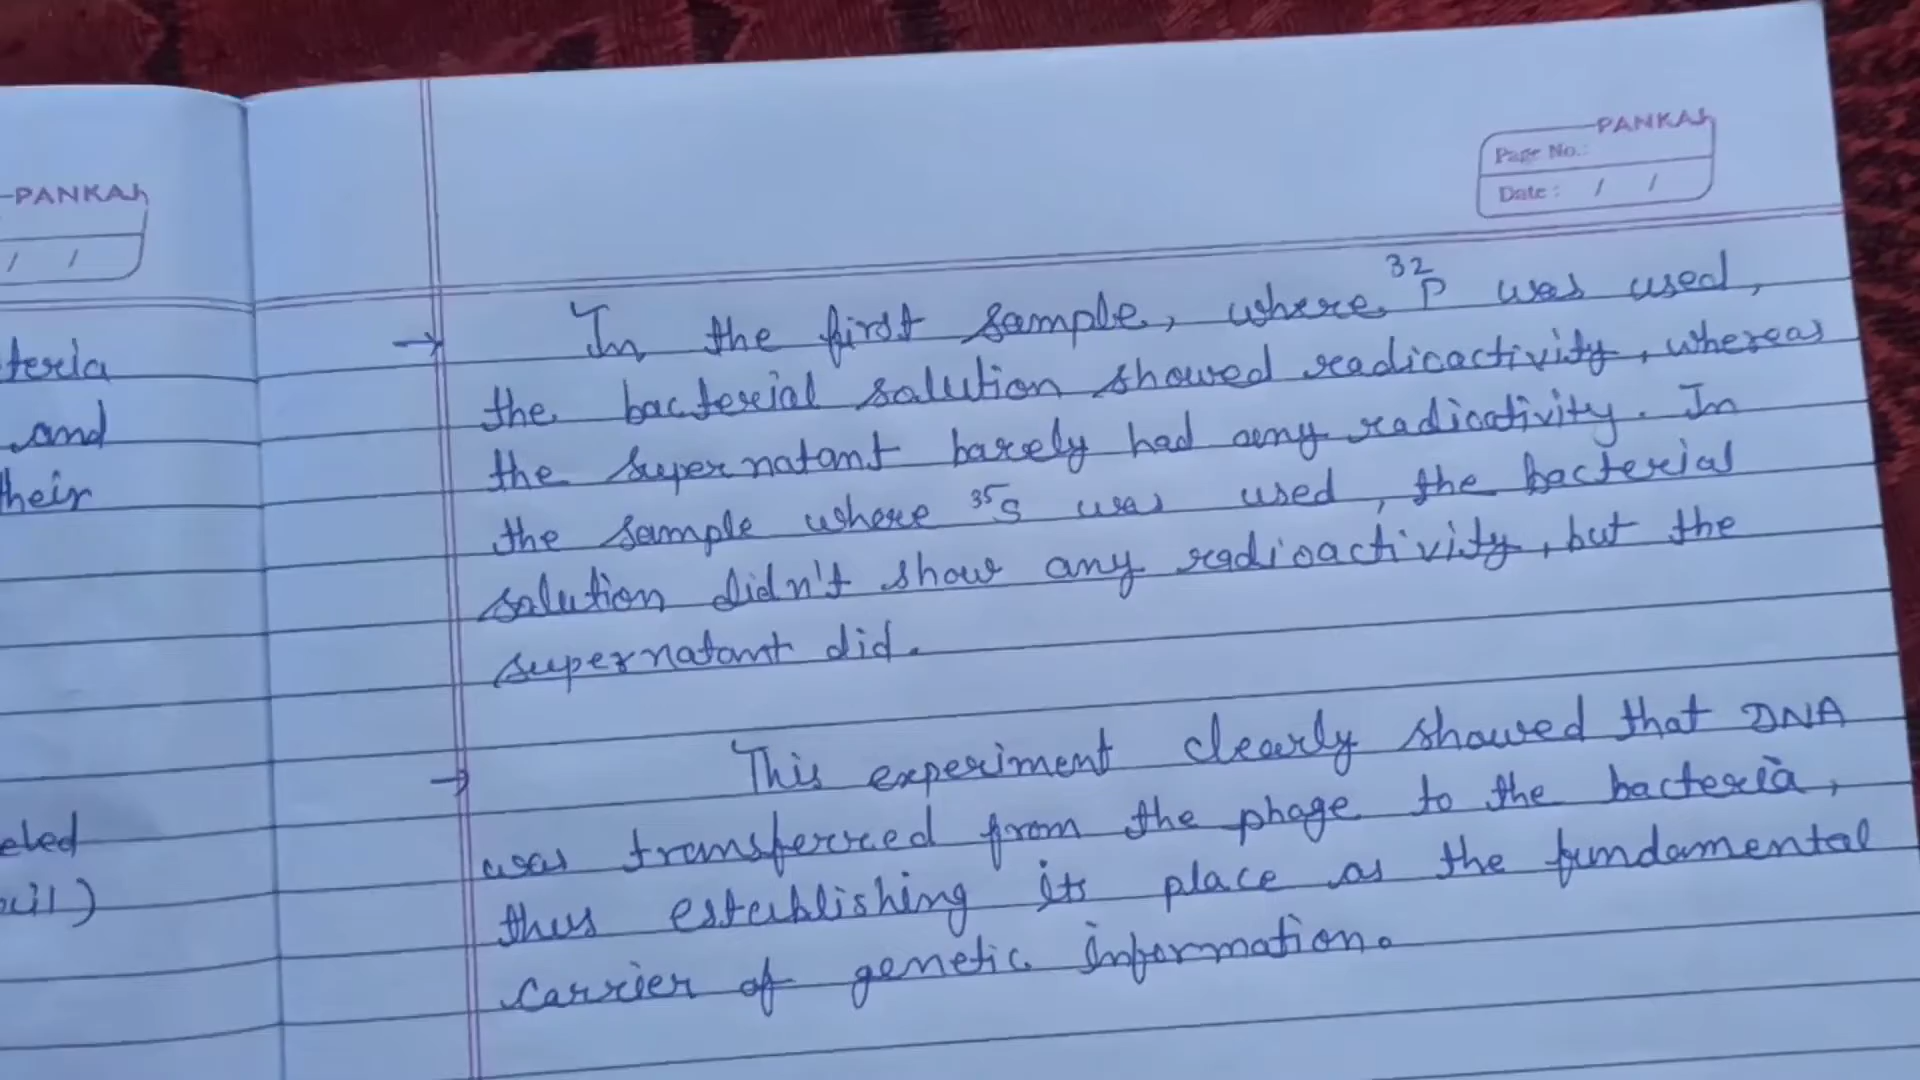 PANKAJ
/ /
teria
and
their
eled
oil)
PANKAJ
Page No.:
Date: / /
→ In the first sample, where ³²P was used,
the bacterial solution showed readicactivity, whereas
the supernatant barely had any radioativity. In
the sample where ³⁵S was used, the bacterial
solution didn't show any radioactivity, but the
supernatant did.
→ This experiment clearly showed that DNA
was transferred from the phage to the bacteria,
thus establishing its place as the fundamental
carrier of genetic information.